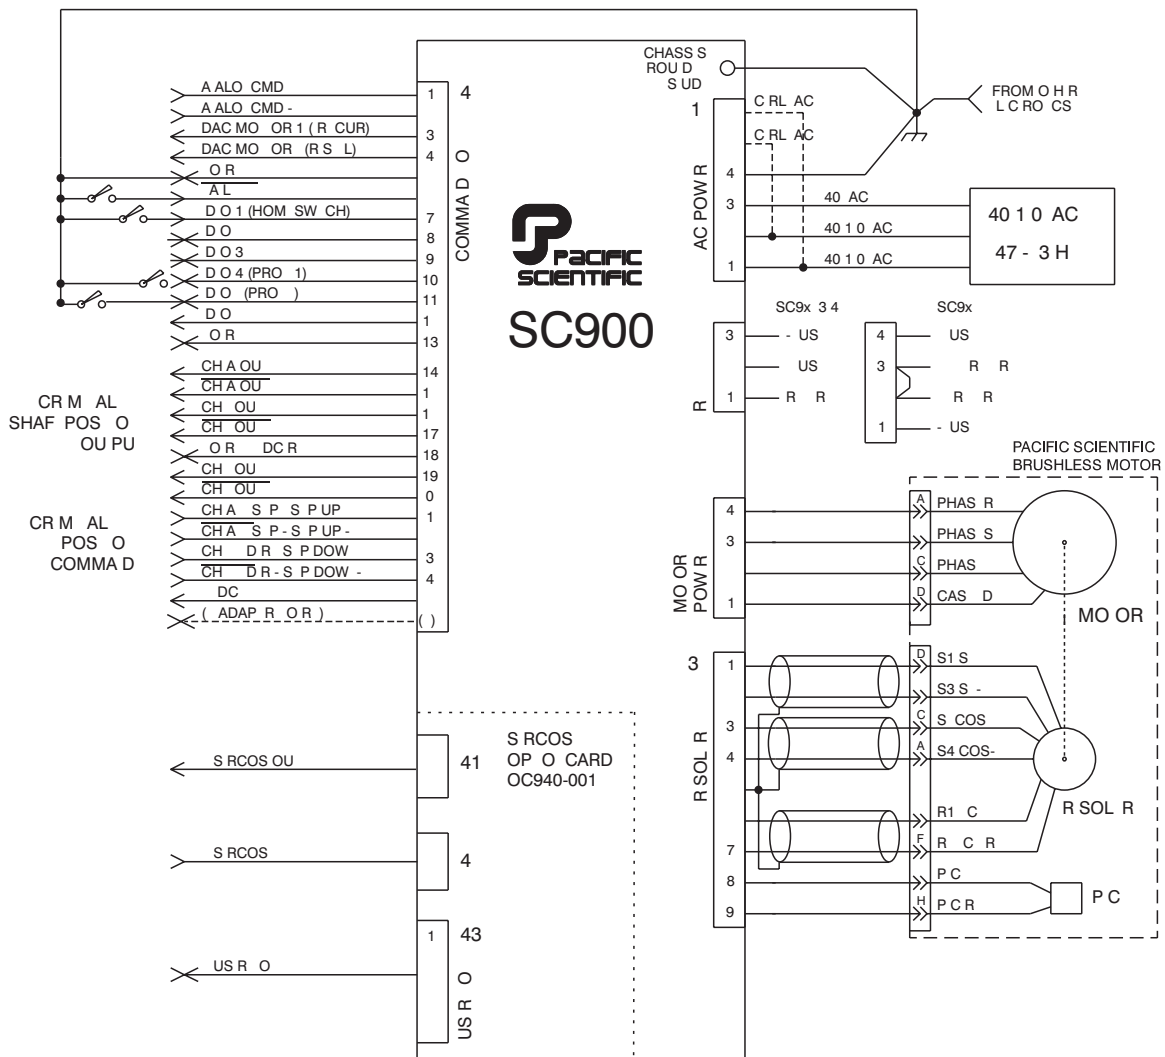 CHASS S
ROU D
S UD
FROM O H R
L C RO CS
A ALO CMD
1
4
A ALO CMD -
DAC MO OR 1 ( R CUR)
3
DAC MO OR (R S L)
4
O R
A L
D O 1 (HOM SW CH)
7
D O
8
D O 3
9
D O 4 (PRO 1)
10
D O (PRO )
11
D O
1
O R
13
CH A OU
14
CH A OU
1
CH OU
1
CH OU
17
O R DC R
18
CH OU
19
CH OU
0
CH A S P S P UP
1
CH A S P - S P UP -
CH D R S P DOW
3
CH D R - S P DOW -
4
DC
( ADAP R O R )
( )
COMMA D O
CR M AL
SHAF POS O
OU PU
CR M AL
POS O
COMMA D
PACIFIC
SCIENTIFIC
SC900
1
C RL AC
C RL AC
4
3
1
AC POW R
40 AC
40 1 0 AC
40 1 0 AC
40 1 0 AC
47 - 3 H
SC9x 3 4
SC9x
3
- US
US
1
R R
R
4
US
3
R R
R R
1
- US
PACIFIC SCIENTIFIC
BRUSHLESS MOTOR
4
A
PHAS R
3
PHAS S
C
PHAS
1
D
CAS D
MO OR
POW R
MO OR
3
1
D
S1 S
S3 S -
3
C
S COS
4
A
S4 COS-
R1 C
7
F
R C R
8
P C
9
H
P C R
R SOL R
R SOL R
P C
S RCOS
OP O CARD
OC940-001
S RCOS OU
41
S RCOS
4
1
43
US R O
US R O